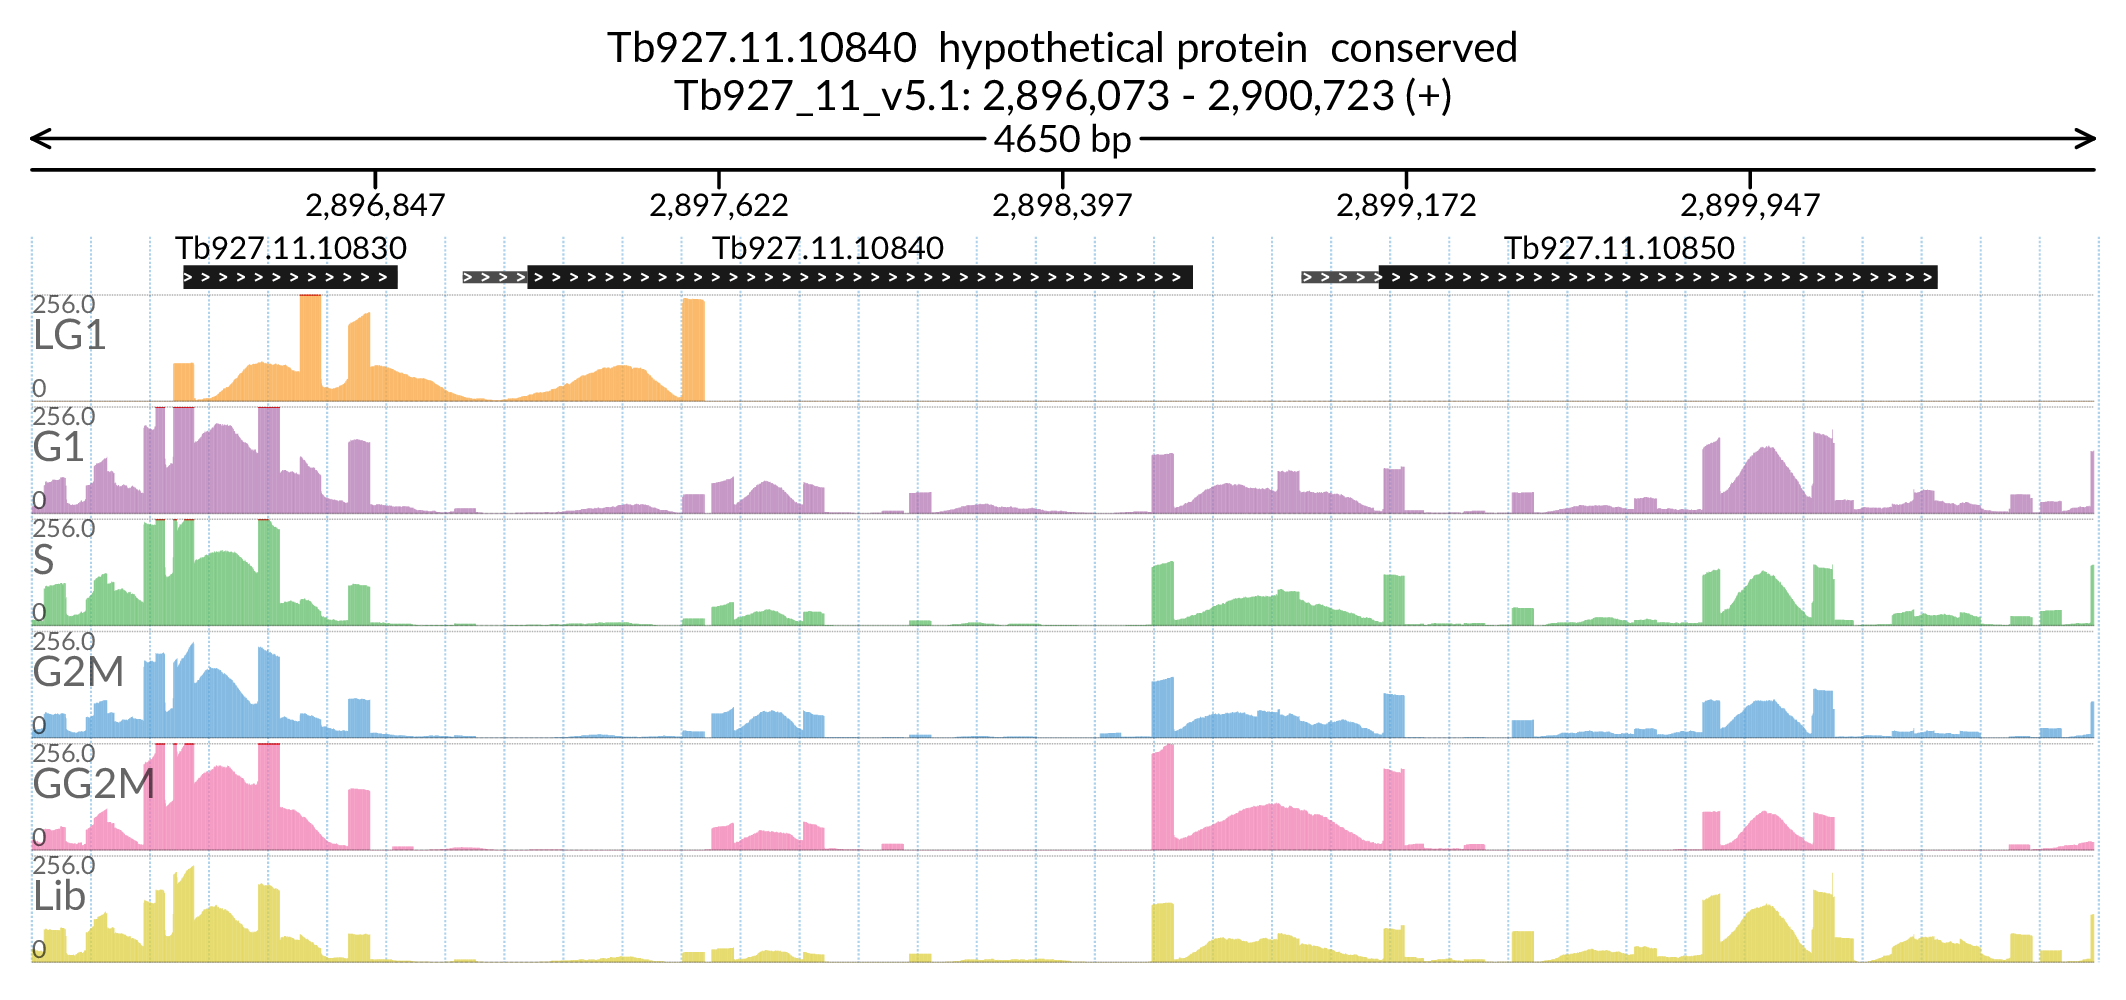 Tb927.11.10840 hypothetical protein conserved
Tb927_11_v5.1: 2,896,073 - 2,900,723 (+)
4650 bp
2,896,847 2,897,622 2,898,397 2,899,172 2,899,947
Tb927.11.10830 Tb927.11.10840 Tb927.11.10850
256.0
LG1
0
256.0
G1
0
256.0
S
0
256.0
G2M
0
256.0
GG2M
0
256.0
Lib
0